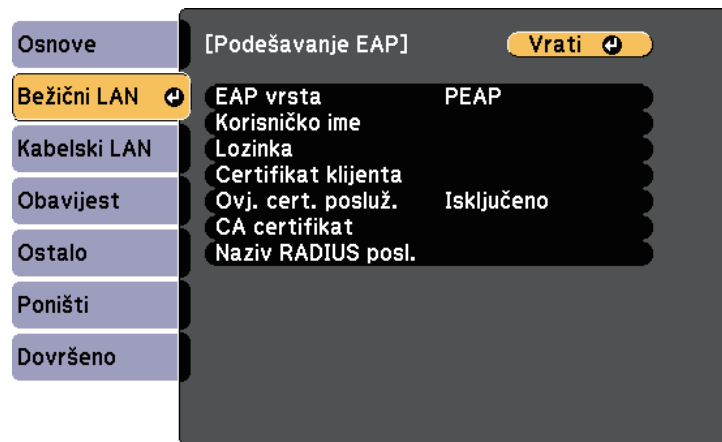 Osnove
Bežični LAN
Kabelski LAN
Obavijest
Ostalo
Poništi
Dovršeno
[Podešavanje EAP]
Vrati
EAP vrsta PEAP
Korisničko ime
Lozinka
Certifikat klijenta
Ovj. cert. posluž. Isključeno
CA certifikat
Naziv RADIUS posl.